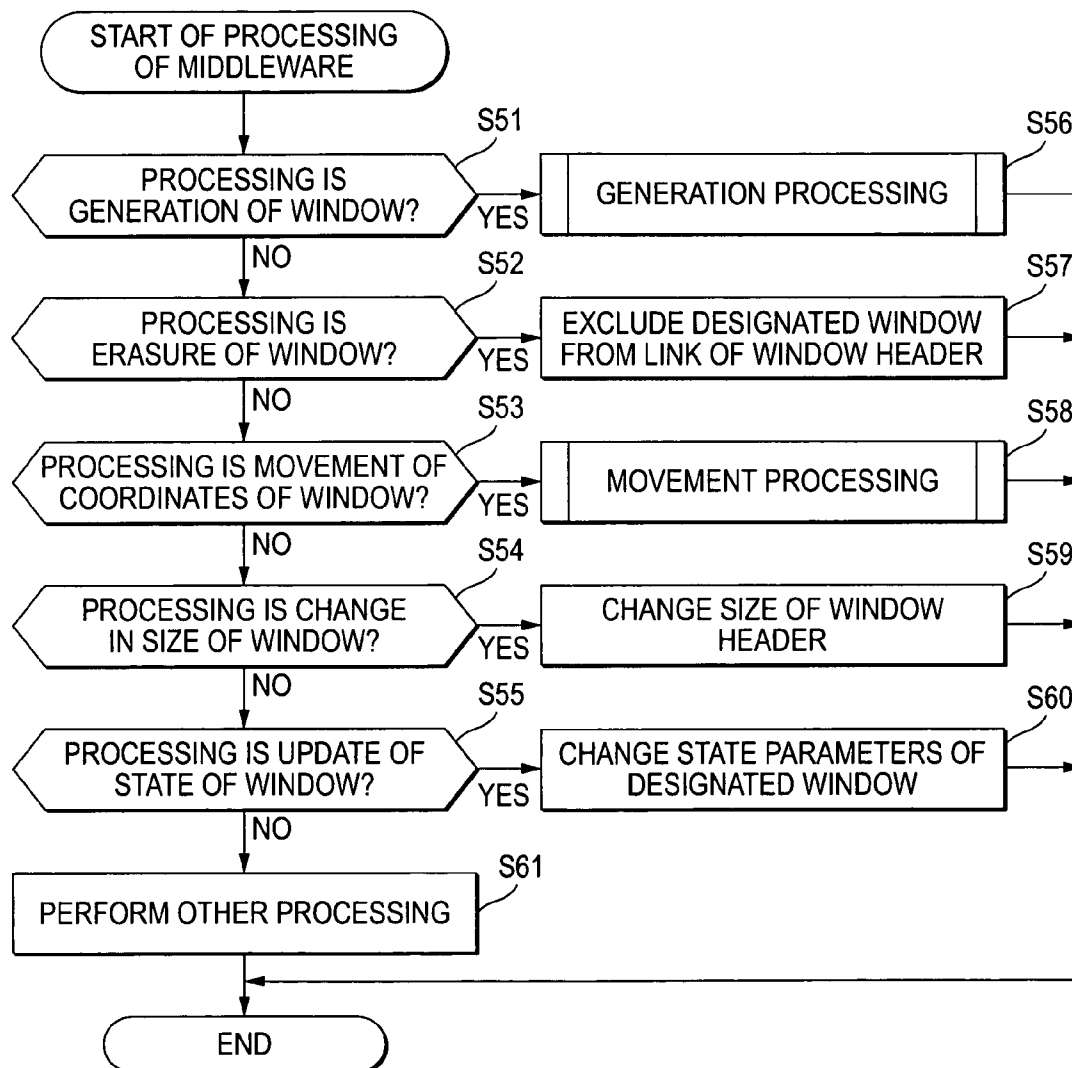 START OF PROCESSING
OF MIDDLEWARE
S51
PROCESSING IS
GENERATION OF WINDOW?
YES
S56
GENERATION PROCESSING
NO
S52
PROCESSING IS
ERASURE OF WINDOW?
YES
S57
EXCLUDE DESIGNATED WINDOW
FROM LINK OF WINDOW HEADER
NO
S53
PROCESSING IS MOVEMENT OF
COORDINATES OF WINDOW?
YES
S58
MOVEMENT PROCESSING
NO
S54
PROCESSING IS CHANGE
IN SIZE OF WINDOW?
YES
S59
CHANGE SIZE OF WINDOW
HEADER
NO
S55
PROCESSING IS UPDATE OF
STATE OF WINDOW?
YES
S60
CHANGE STATE PARAMETERS OF
DESIGNATED WINDOW
NO
S61
PERFORM OTHER PROCESSING
END